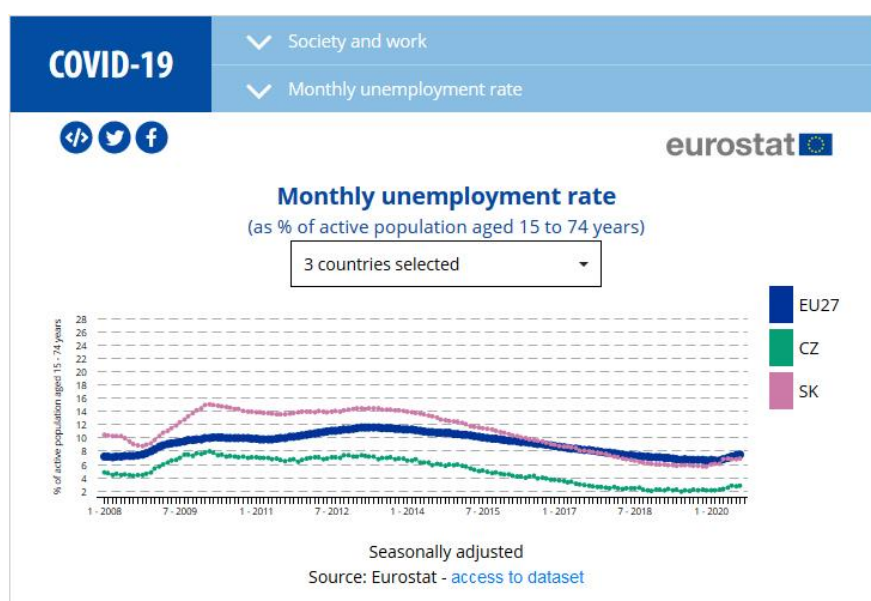 COVID-19
Society and work
Monthly unemployment rate
</>
eurostat
Monthly unemployment rate
(as % of active population aged 15 to 74 years)
3 countries selected
EU27
CZ
SK
% of active population aged 15 - 74 years
28
26
24
22
20
18
16
14
12
10
8
6
4
2
1 - 2008 7 - 2009 1 - 2011 7 - 2012 1 - 2014 7 - 2015 1 - 2017 7 - 2018 1 - 2020
Seasonally adjusted
Source: Eurostat - access to dataset